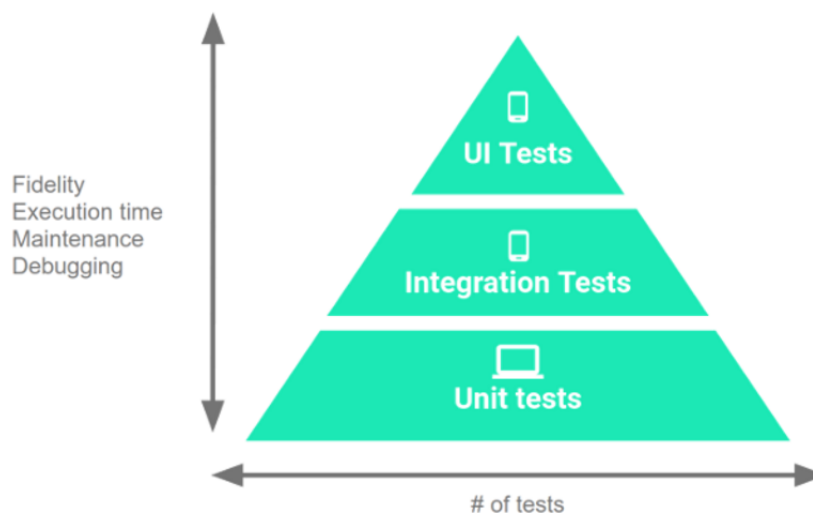 UI Tests
Fidelity
Execution time
Maintenance
Debugging
Integration Tests
Unit tests
# of tests